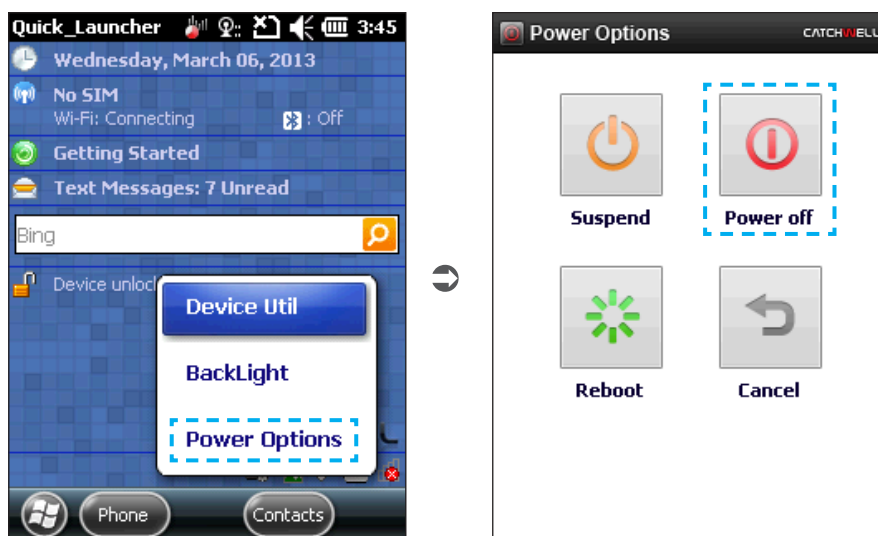 Quick_Launcher 3:45
Wednesday, March 06, 2013
No SIM
Wi-Fi: Connecting : Off
Getting Started
Text Messages: 7 Unread
Bing
Device unloc
Device Util
BackLight
Power Options
Phone Contacts
Power Options CATCHWELL
Suspend Power off
Reboot Cancel